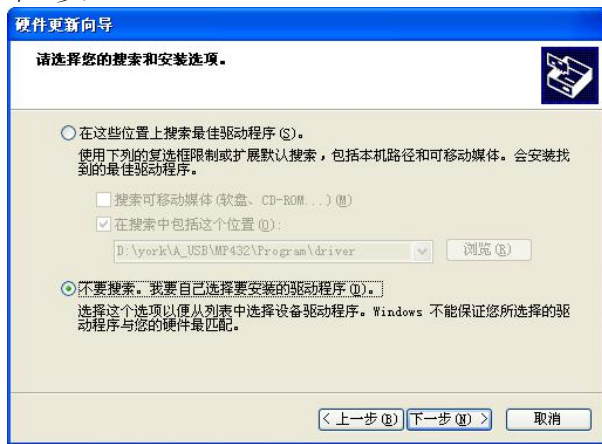 硬件更新向导
请选择您的搜索和安装选项。
在这些位置上搜索最佳驱动程序(S)。
使用下列的复选框限制或扩展默认搜索，包括本机路径和可移动媒体。会安装找
到的最佳驱动程序。
搜索可移动媒体(软盘、CD-ROM...)(M)
在搜索中包括这个位置(O):
D:\york\A_USB\MP432\Program\driver
浏览(R)
不要搜索。我要自己选择要安装的驱动程序(D)。
选择这个选项以便从列表中选择设备驱动程序。Windows 不能保证您所选择的驱
动程序与您的硬件最匹配。
< 上一步(B) 下一步(N) > 取消